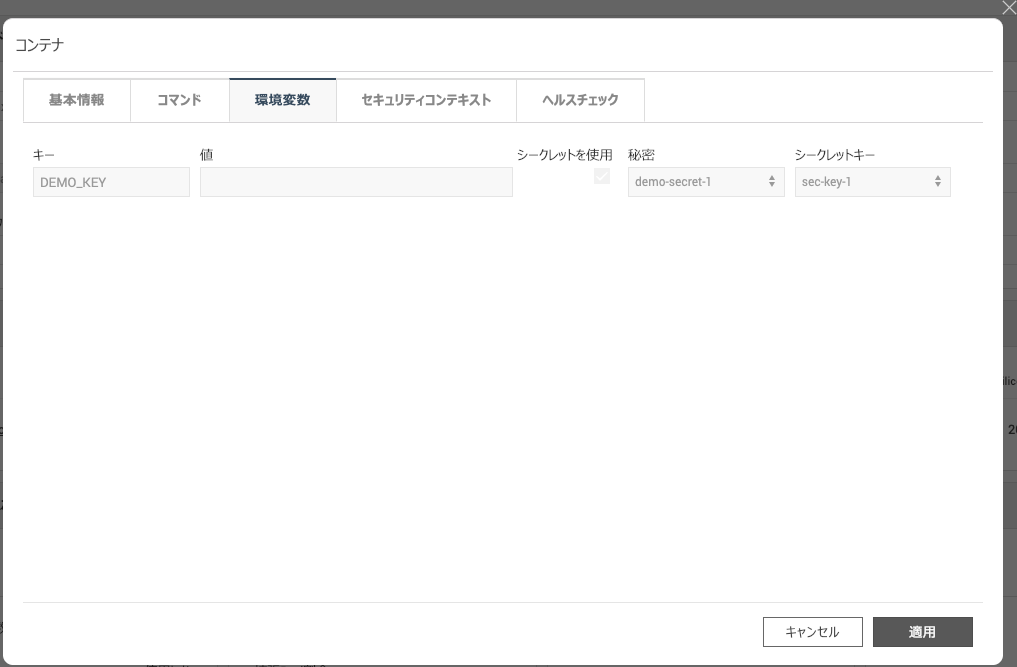 コンテナ
基本情報 コマンド 環境変数 セキュリティコンテキスト ヘルスチェック
キー 値 シークレットを使用 秘密 シークレットキー
DEMO_KEY demo-secret-1 sec-key-1
キャンセル 適用